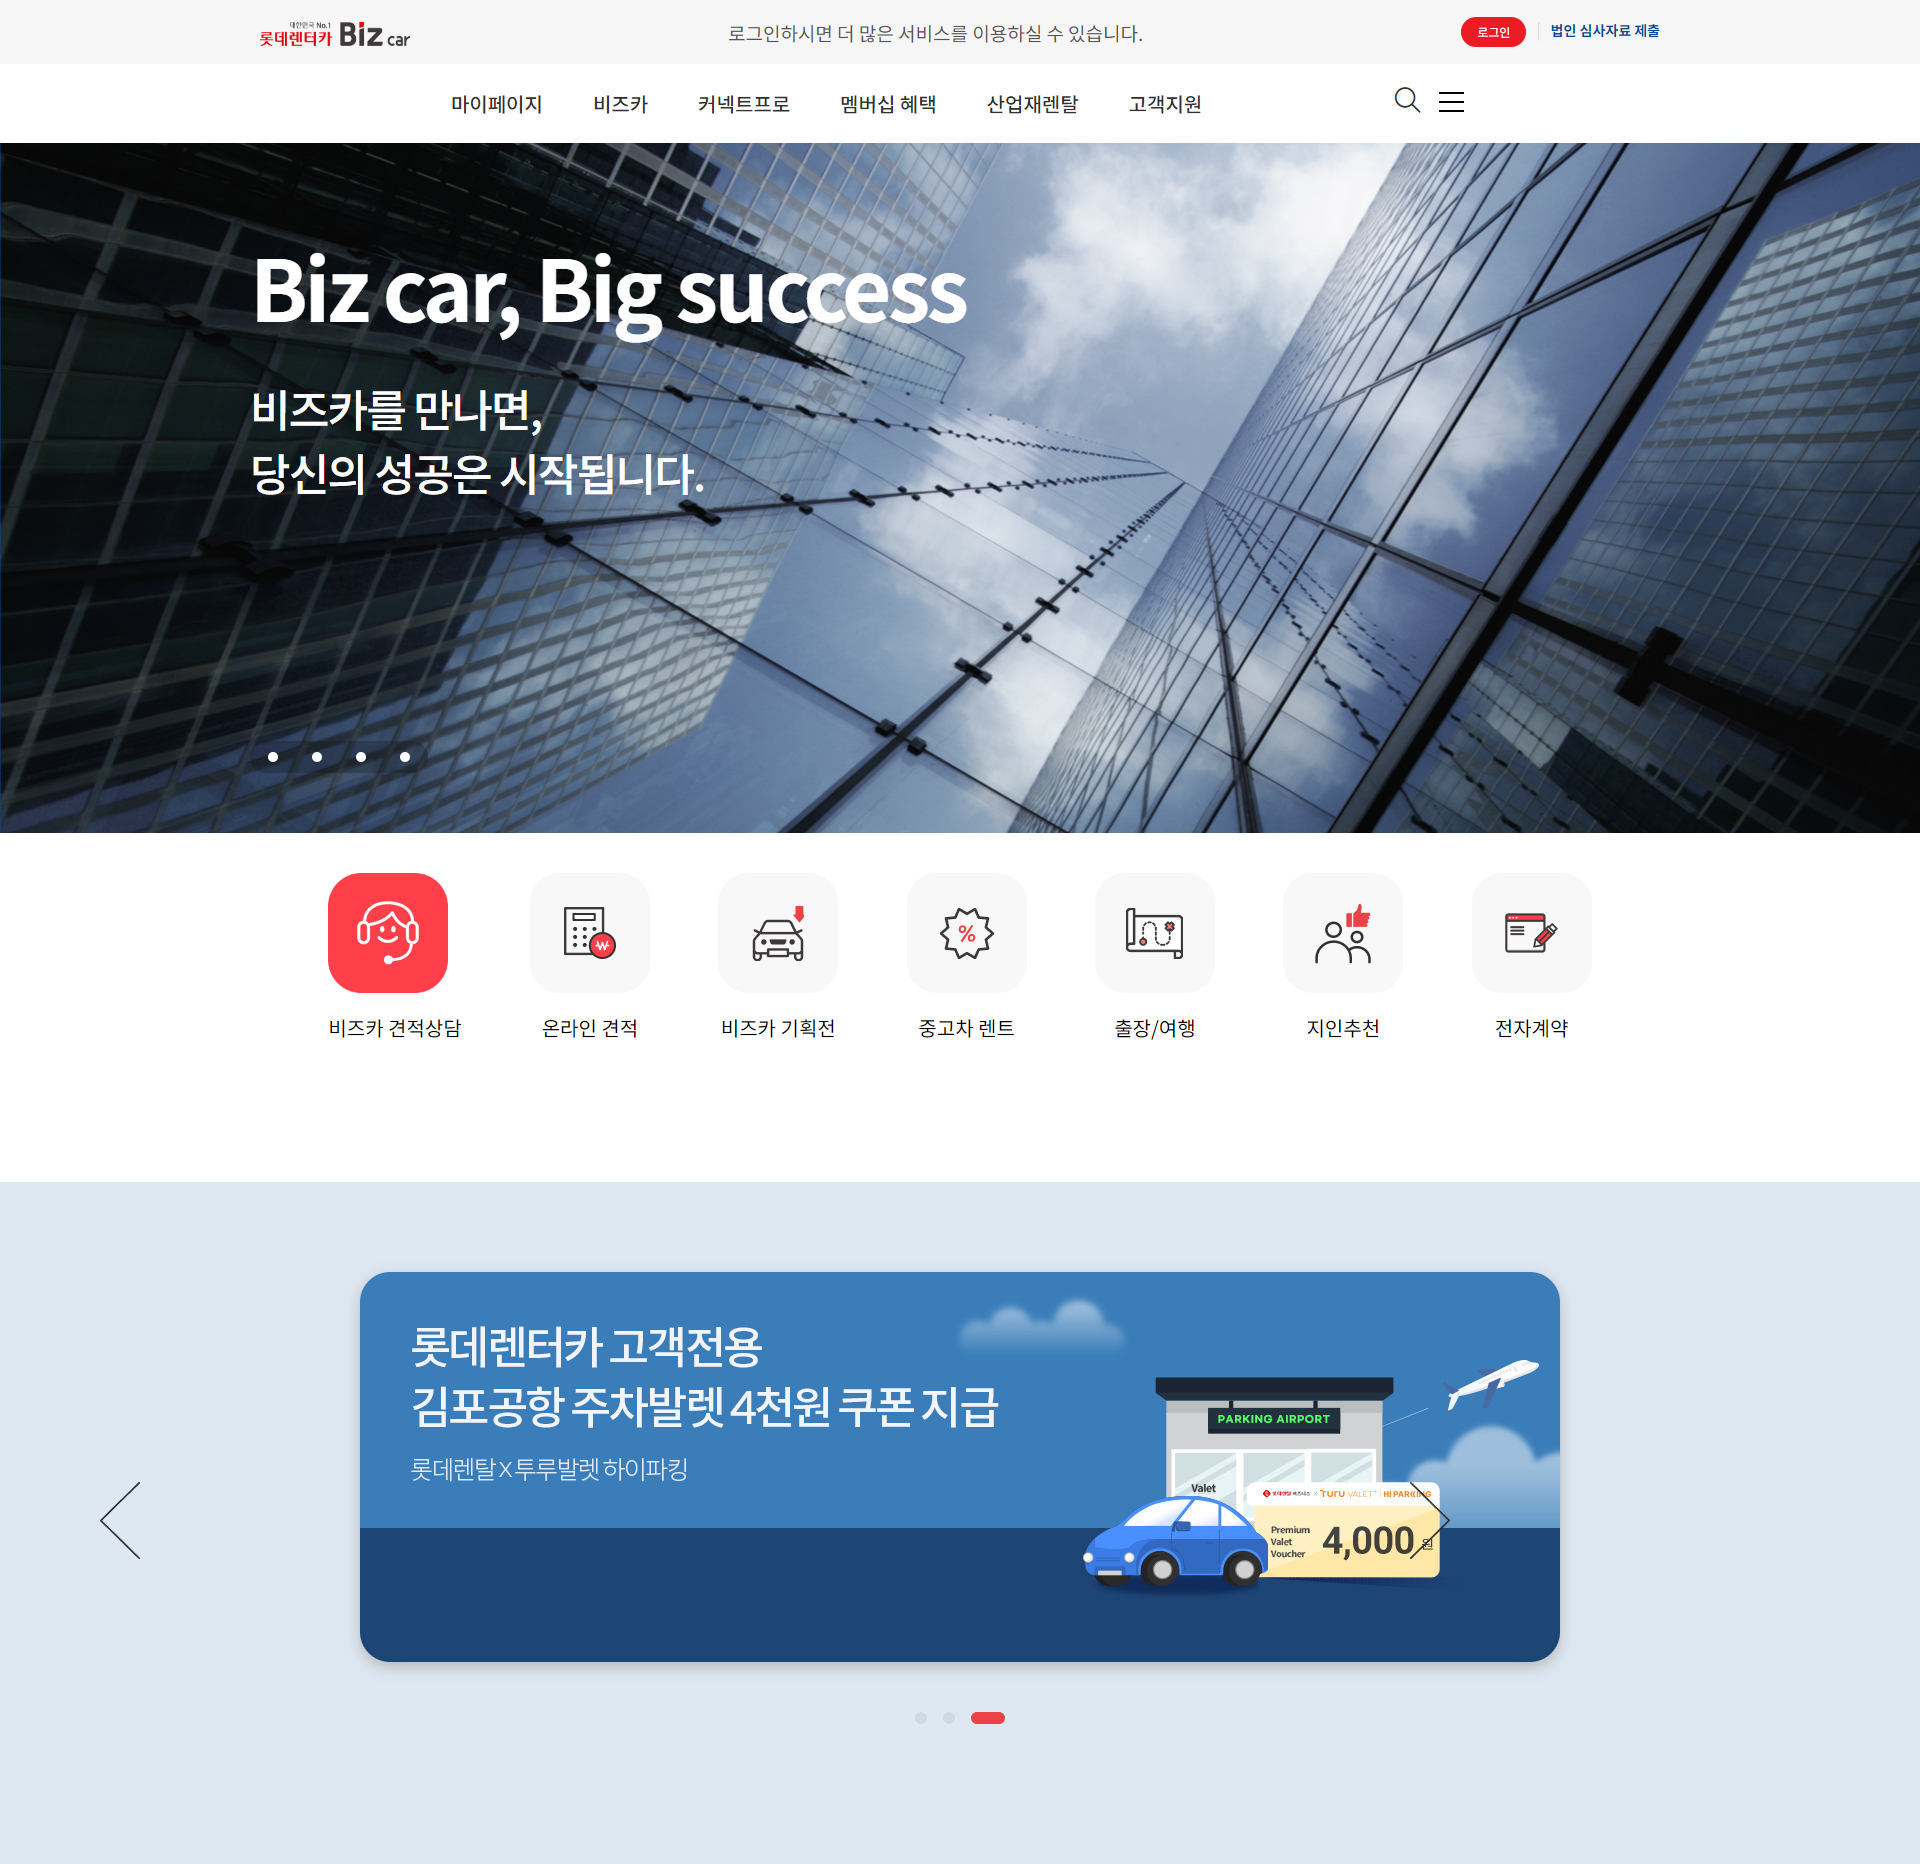 대한민국 No.1
롯데렌터카 Biz car
로그인하시면 더 많은 서비스를 이용하실 수 있습니다.
로그인
법인 심사자료 제출
마이페이지
비즈카
커넥트프로
멤버십 혜택
산업재렌탈
고객지원
Biz car, Big success
비즈카를 만나면,
당신의 성공은 시작됩니다.
비즈카 견적상담
온라인 견적
비즈카 기획전
중고차 렌트
출장/여행
지인추천
전자계약
롯데렌터카 고객전용
김포공항 주차발렛 4천원 쿠폰 지급
롯데렌탈 X 투루발렛 하이파킹
PARKING AIRPORT
Valet
롯데렌탈 비즈니스 × TURU VALET+ / HI PARKING
Premium
Valet
Voucher
4,000 원